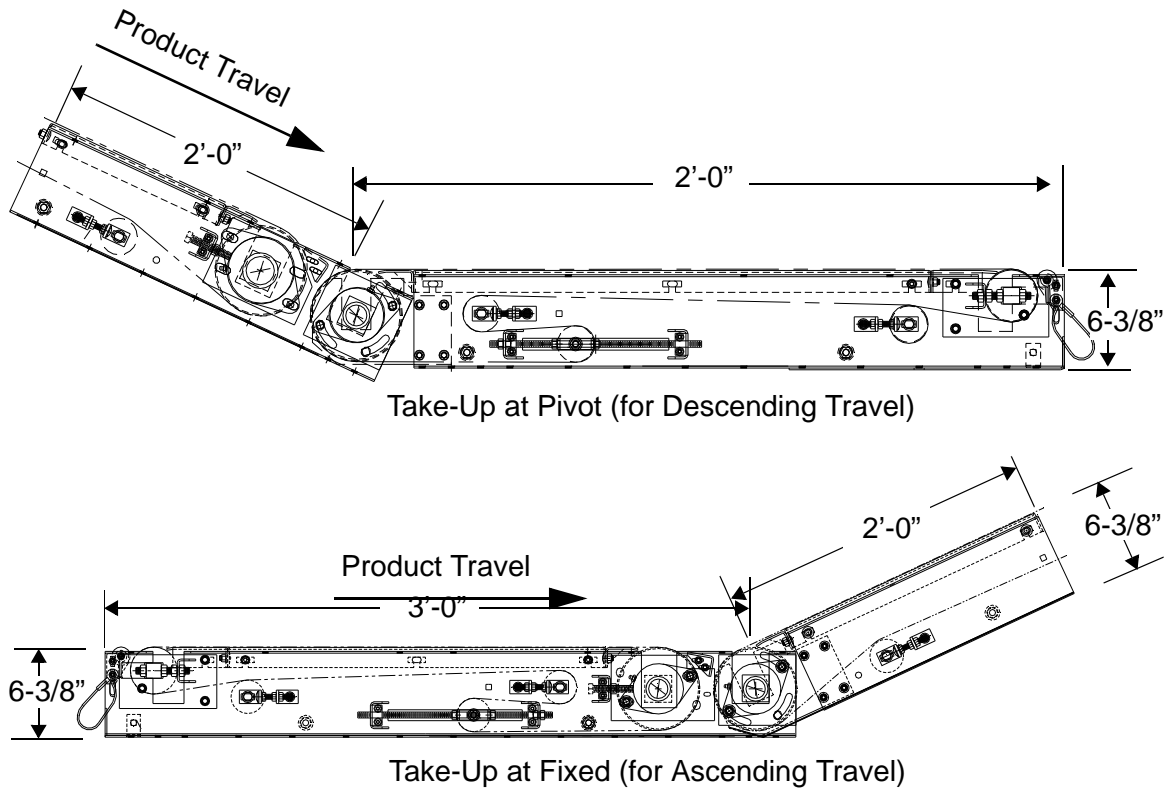 Product Travel
2’-0”
2’-0”
6-3/8”
Take-Up at Pivot (for Descending Travel)
2’-0”
6-3/8”
Product Travel
3’-0”
6-3/8”
Take-Up at Fixed (for Ascending Travel)